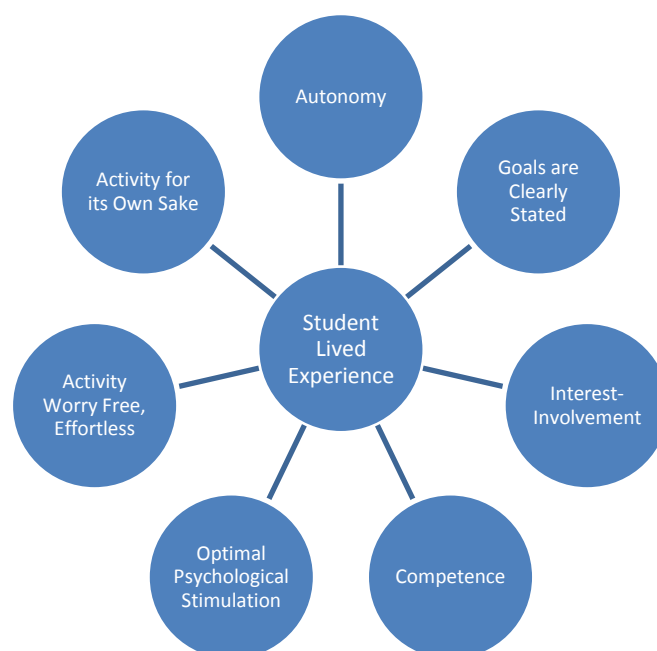 Autonomy
Goals are
Clearly
Stated
Interest-
Involvement
Competence
Optimal
Psychological
Stimulation
Activity
Worry Free,
Effortless
Activity for
its Own Sake
Student
Lived
Experience